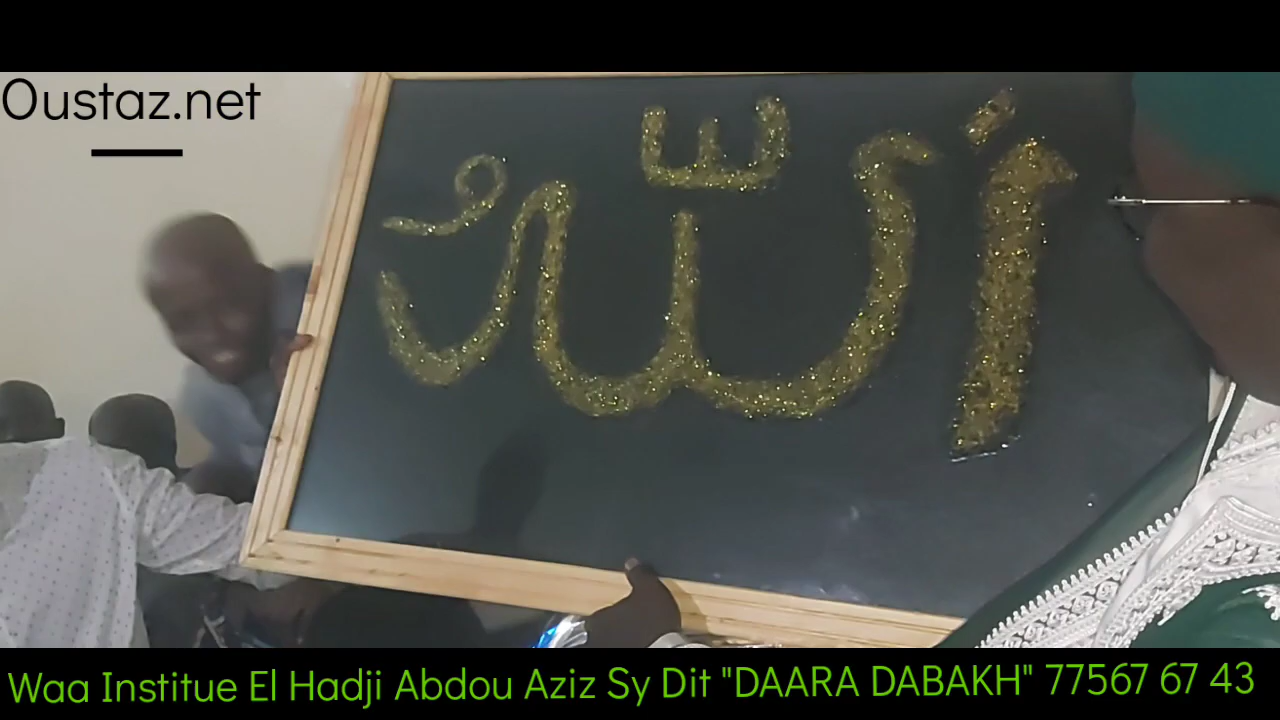 Oustaz.net
الله
Waa Institue El Hadji Abdou Aziz Sy Dit "DAARA DABAKH" 77567 67 43